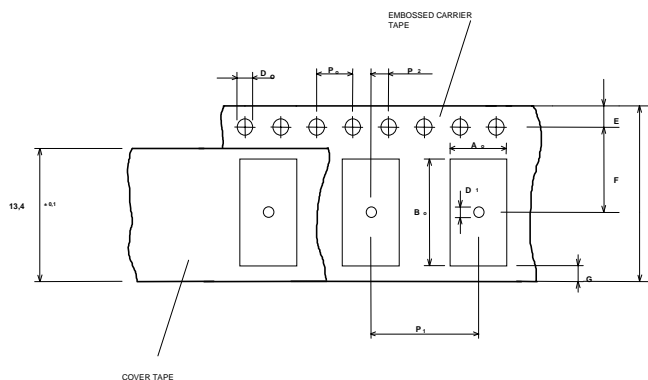 EMBOSSED CARRIER
TAPE
D o
P o
P 2
E
A o
F
D 1
B o
13,4 ±0,1
G
P 1
COVER TAPE